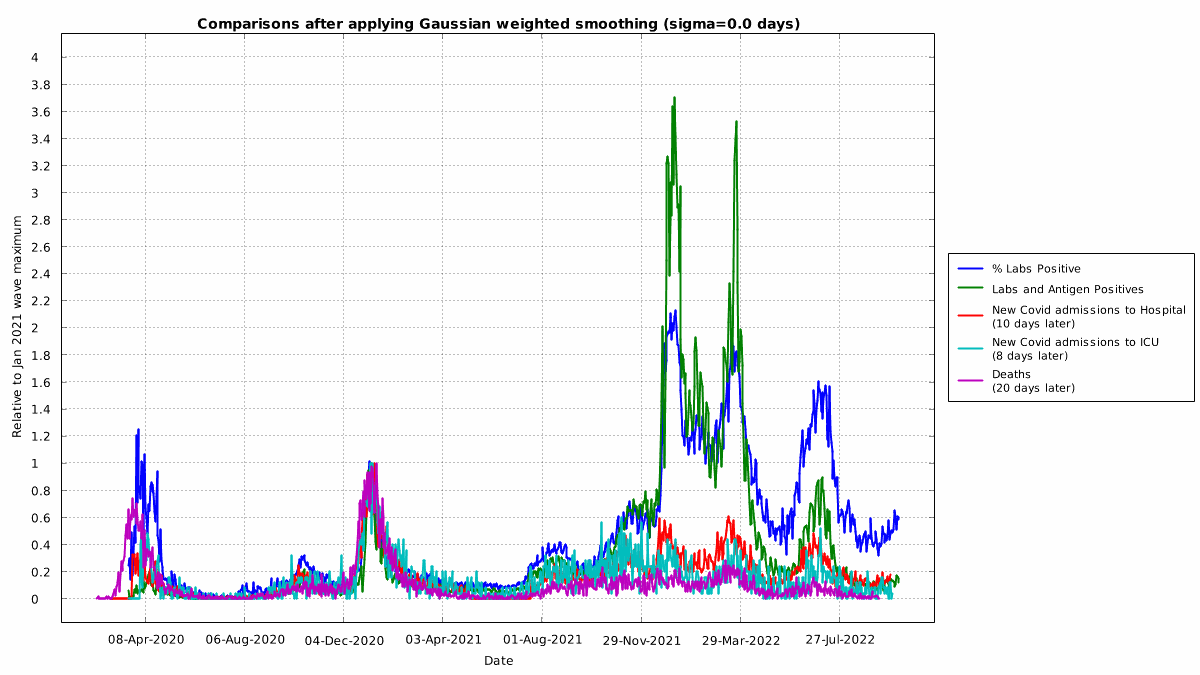 Comparisons after applying Gaussian weighted smoothing (sigma=0.0 days)
4
3.8
3.6
3.4
3.2
3
2.8
2.6
2.4
2.2
2
1.8
1.6
1.4
1.2
1
0.8
0.6
0.4
0.2
0
Relative to Jan 2021 wave maximum
08-Apr-2020 06-Aug-2020 04-Dec-2020 03-Apr-2021 01-Aug-2021 29-Nov-2021 29-Mar-2022 27-Jul-2022
Date
% Labs Positive
Labs and Antigen Positives
New Covid admissions to Hospital
(10 days later)
New Covid admissions to ICU
(8 days later)
Deaths
(20 days later)